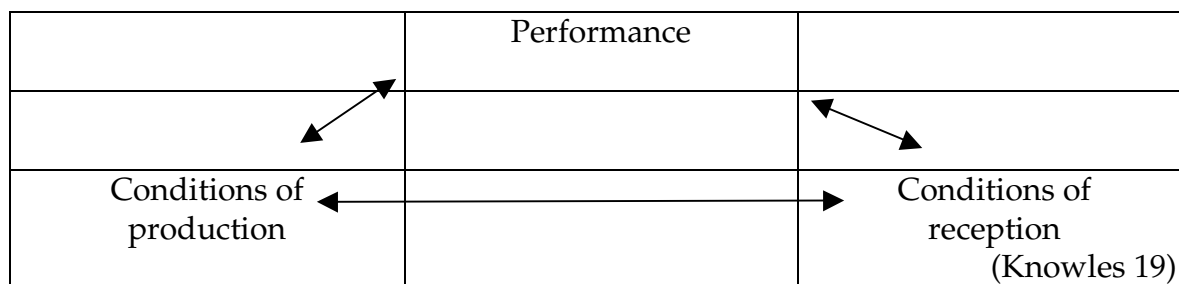 Performance
Conditions of
production
Conditions of
reception
(Knowles 19)